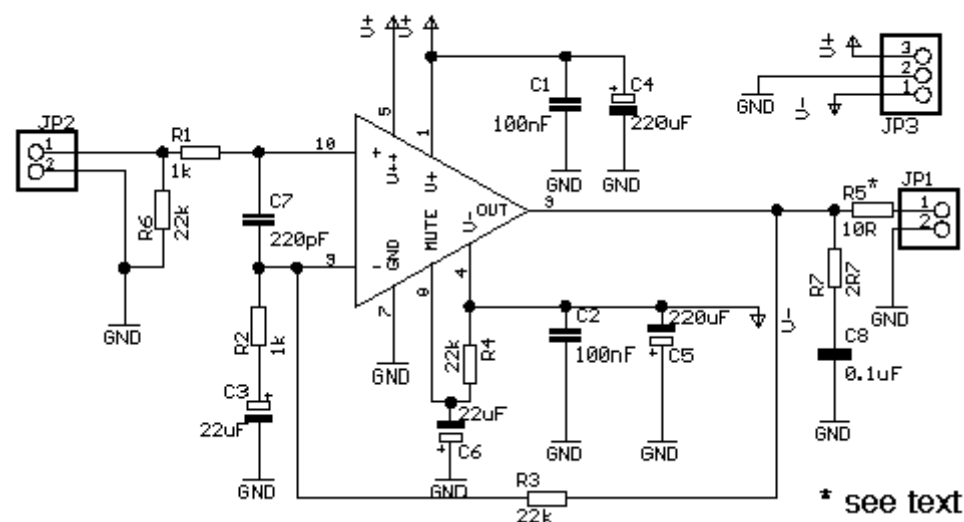 V+
V+
V+
3
2
1
GND
V-
JP3
C1
100nF
C4
220uF
GND
GND
5
1
JP2
1
2
R1
1k
10
+
V++
V+
C7
220pF
R6
22k
MUTE
GND
V-
OUT
3
R5*
10R
JP1
1
2
9
-
7
8
4
GND
GND
R2
1k
R4
22k
C2
100nF
220uF
C5
V-
R7
2R7
GND
C8
0.1uF
C3
22uF
22uF
C6
GND
GND
GND
GND
GND
GND
R3
22k
* see text